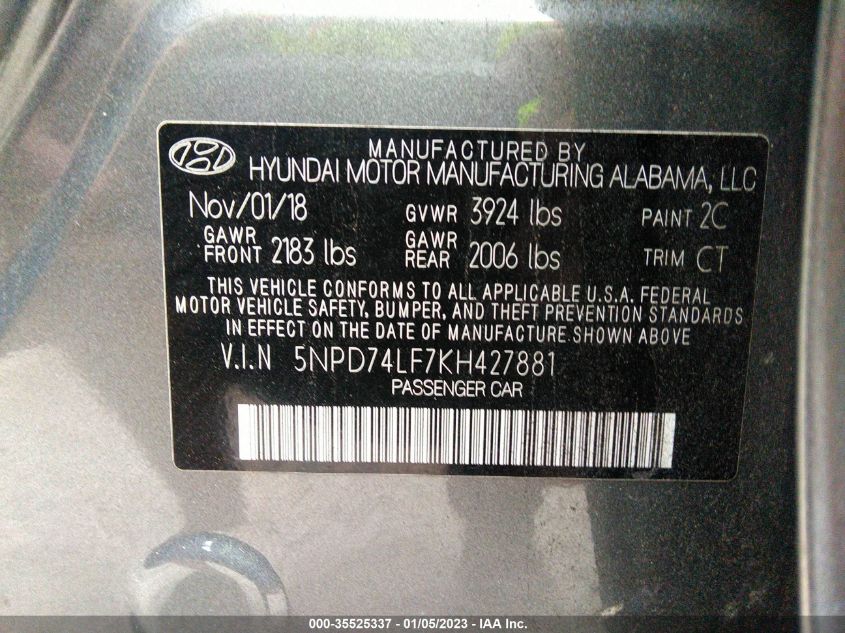 MANUFACTURED BY
HYUNDAI MOTOR MANUFACTURING ALABAMA, LLC
Nov/01/18 GVWR 3924 lbs PAINT 2C
GAWR FRONT 2183 lbs GAWR REAR 2006 lbs TRIM CT
THIS VEHICLE CONFORMS TO ALL APPLICABLE U.S.A. FEDERAL
MOTOR VEHICLE SAFETY, BUMPER, AND THEFT PREVENTION STANDARDS
IN EFFECT ON THE DATE OF MANUFACTURE SHOWN ABOVE
V.I.N 5NPD74LF7KH427881
PASSENGER CAR
000-35525337 - 01/05/2023 - IAA Inc.